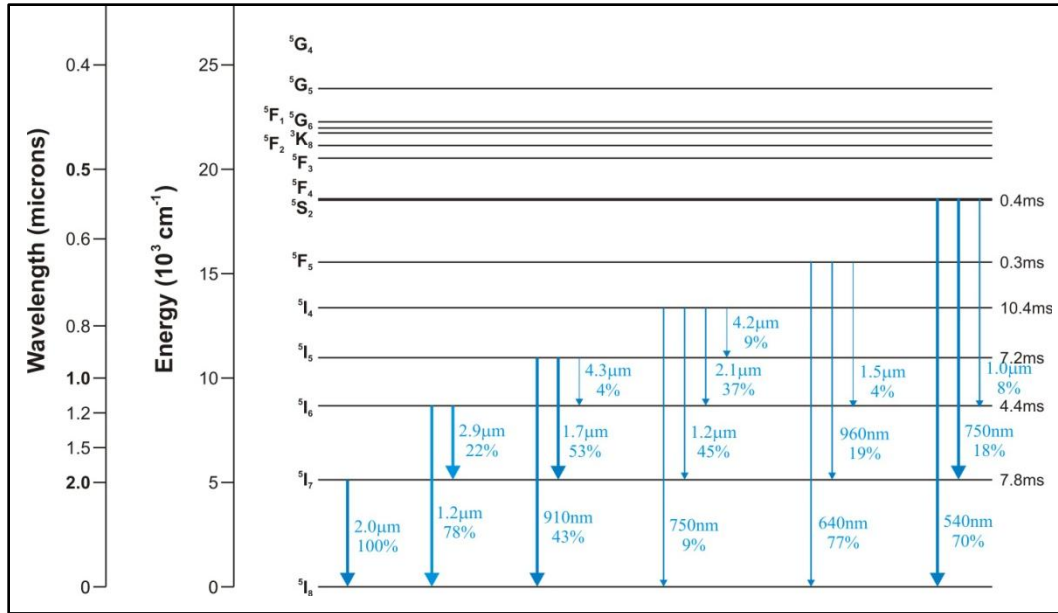 Wavelength (microns)
0.4
0.5
0.6
0.8
1.0
1.2
1.5
2.0
0
Energy (10³ cm⁻¹)
25
20
15
10
5
0
⁵G₄
⁵G₅
⁵F₁ ⁵G₆
⁵F₂ ³K₈
⁵F₃
⁵F₄
⁵S₂
⁵F₅
⁵I₄
⁵I₅
⁵I₆
⁵I₇
⁵I₈
0.4ms
0.3ms
10.4ms
7.2ms
4.4ms
7.8ms
2.0μm
100%
2.9μm
22%
1.2μm
78%
4.3μm
4%
1.7μm
53%
910nm
43%
4.2μm
9%
2.1μm
37%
1.2μm
45%
750nm
9%
1.5μm
4%
960nm
19%
640nm
77%
1.0μm
8%
750nm
18%
540nm
70%